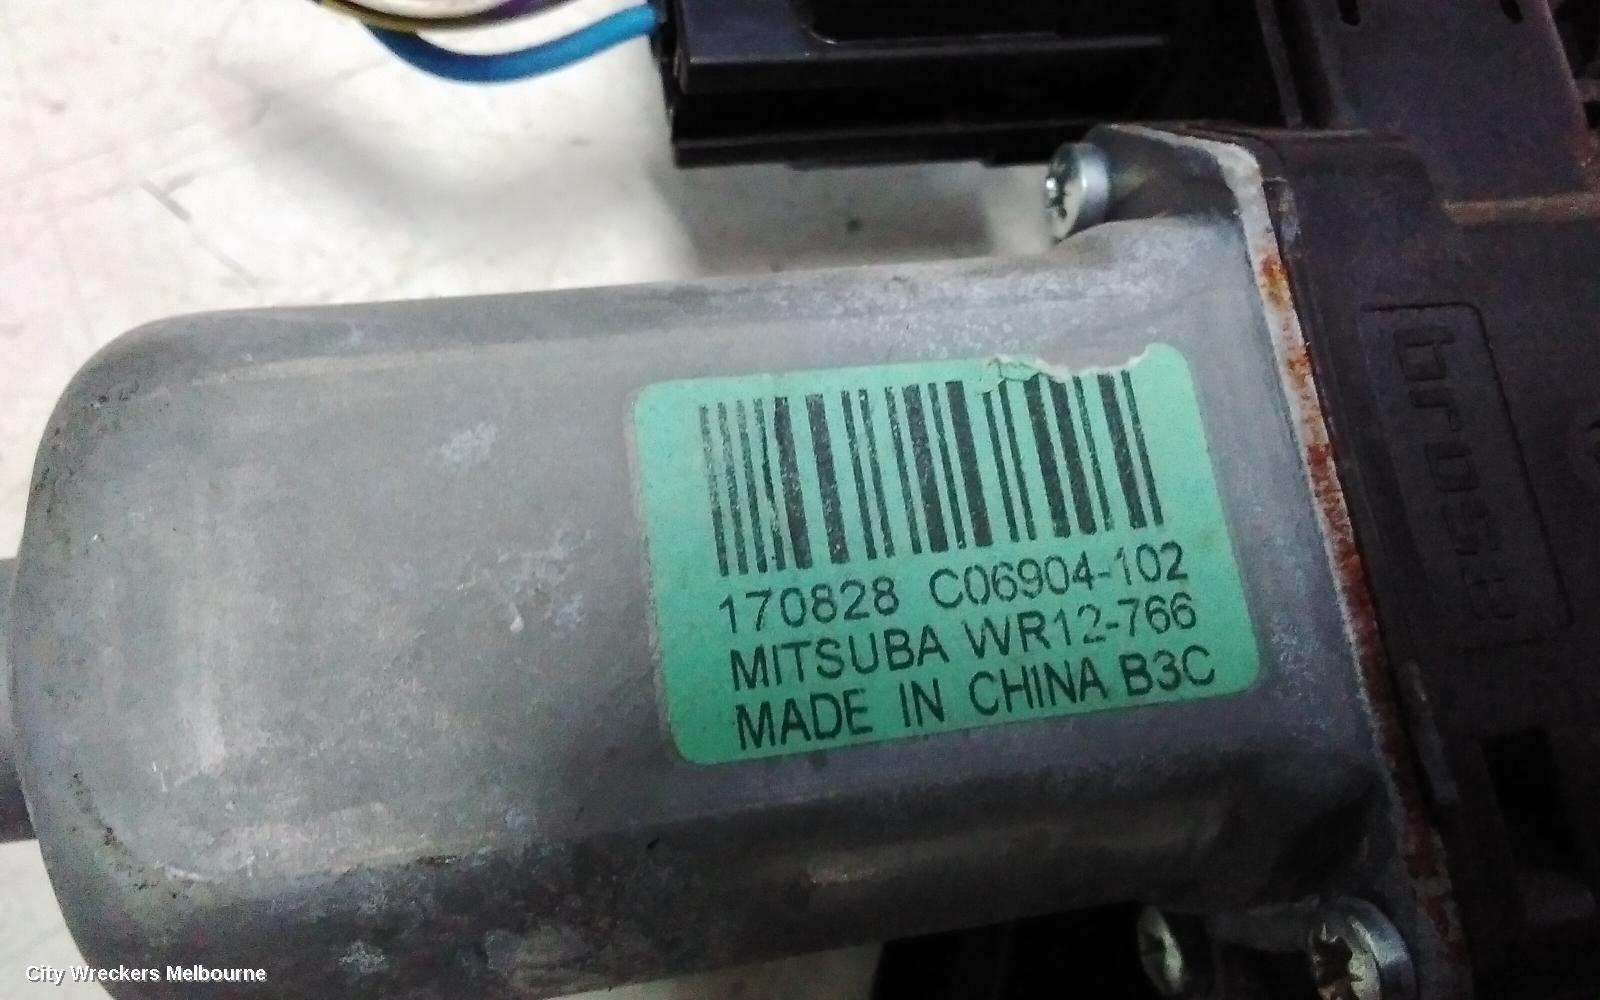 170828 C06904-102
MITSUBA WR12-766
MADE IN CHINA B3C
brose
City Wreckers Melbourne